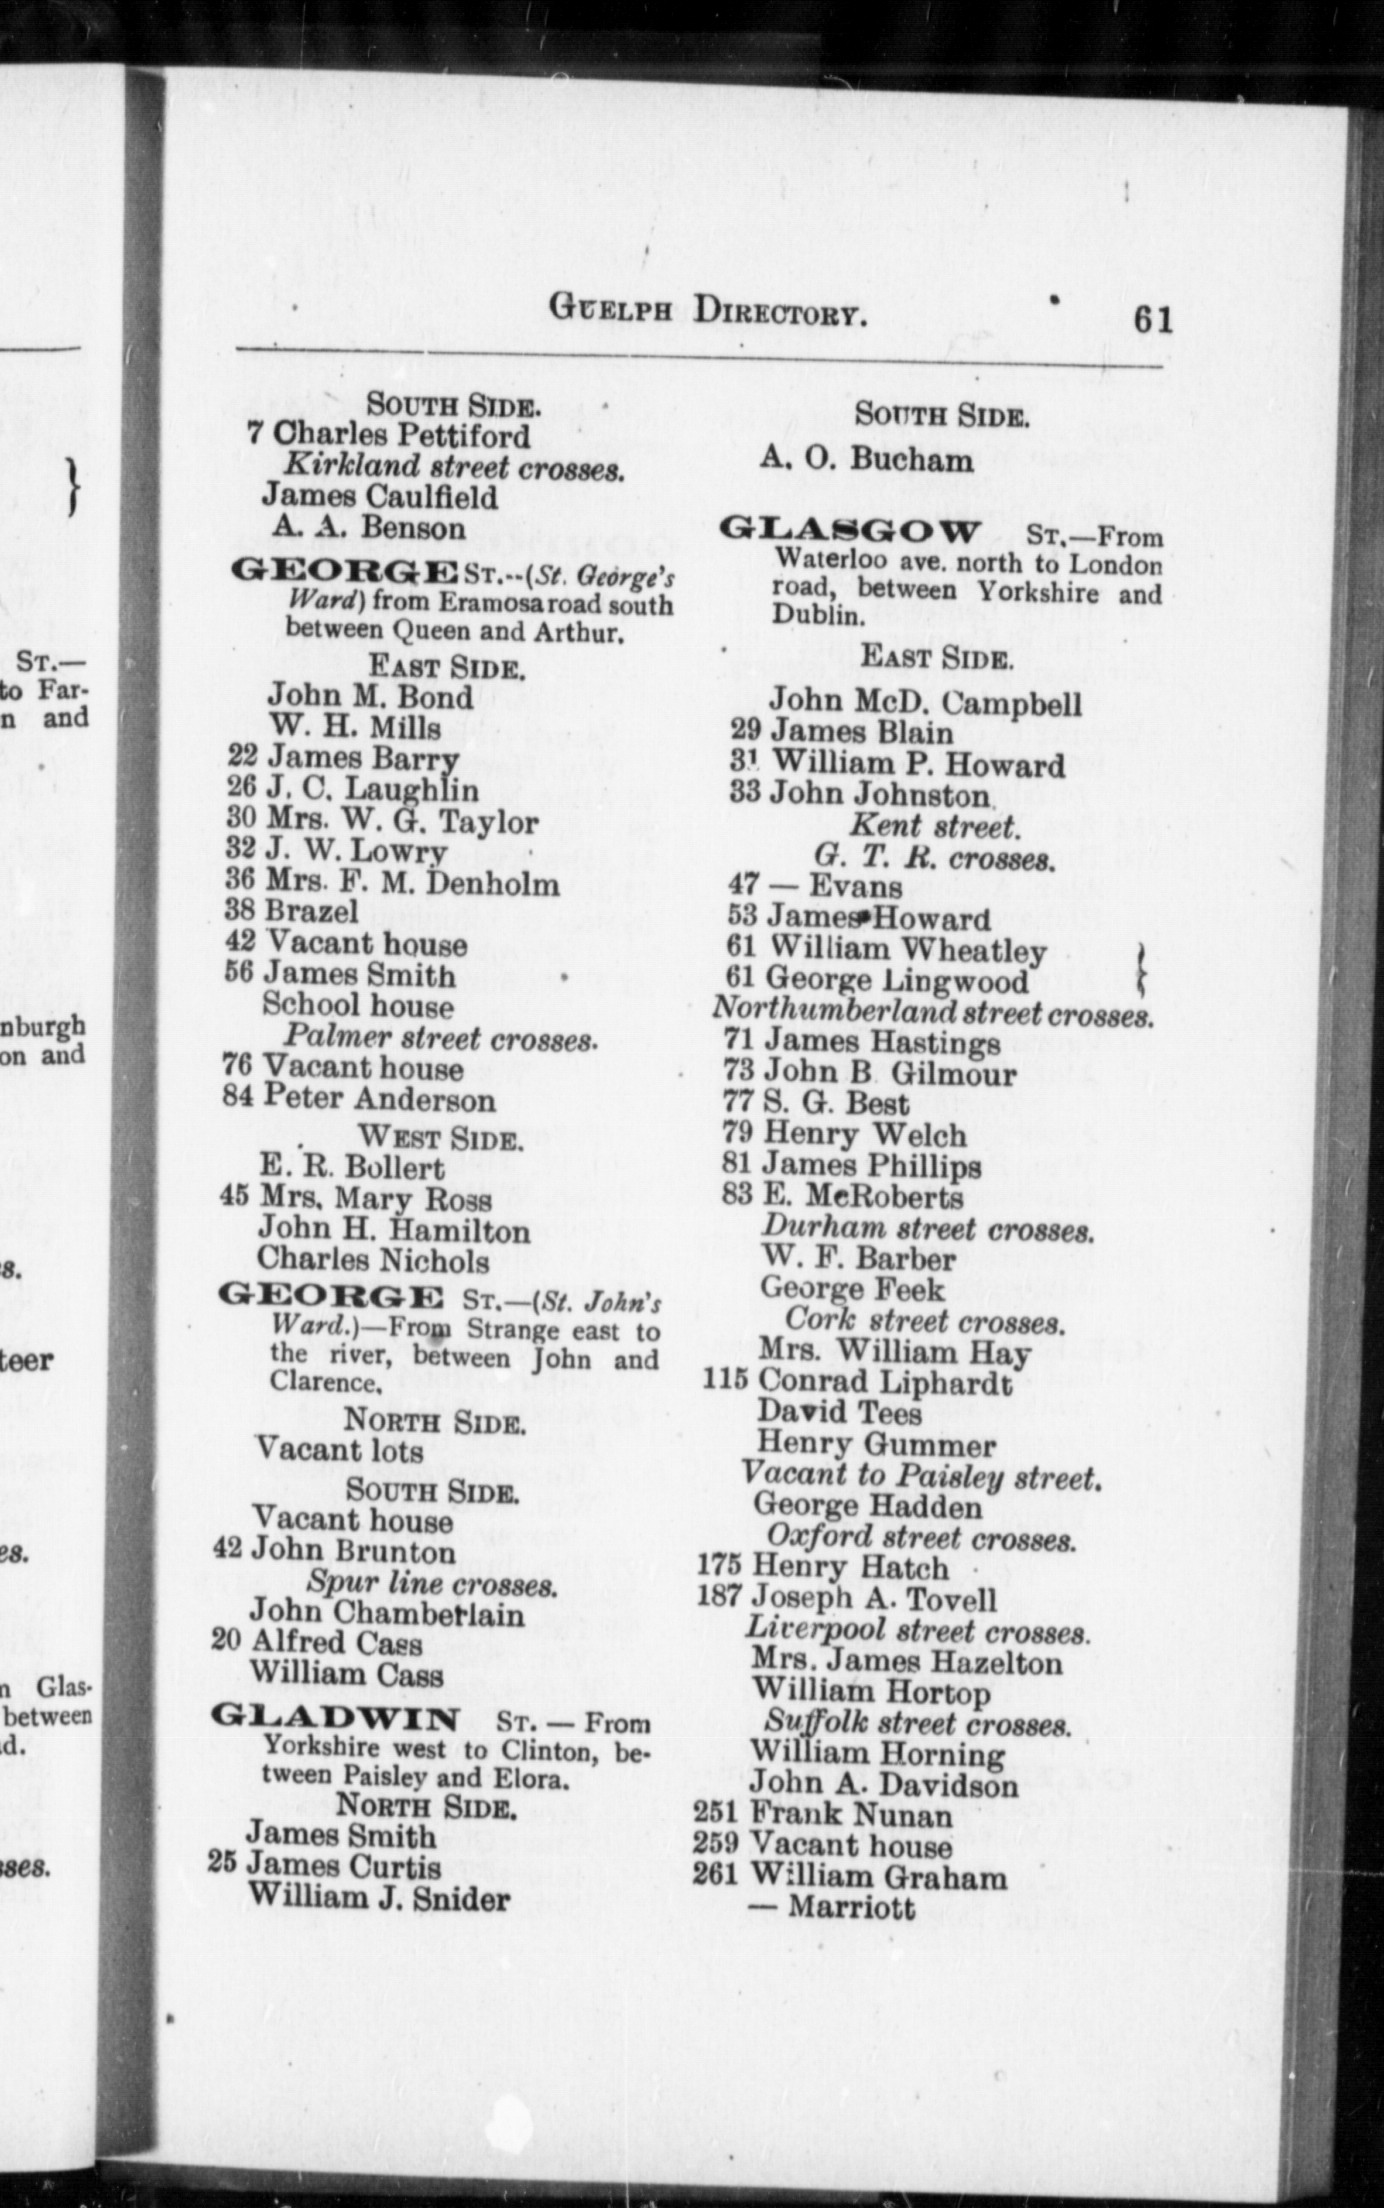 ST.—
to Far-
n and
nburgh
on and
s.
teer
es.
n Glas-
between
d.
sses.
GUELPH DIRECTORY. 61
SOUTH SIDE.
7 Charles Pettiford
Kirkland street crosses.
James Caulfield
A. A. Benson
GEORGE ST.--(St. George's
Ward) from Eramosa road south
between Queen and Arthur.
EAST SIDE.
John M. Bond
W. H. Mills
22 James Barry
26 J. C. Laughlin
30 Mrs. W. G. Taylor
32 J. W. Lowry
36 Mrs. F. M. Denholm
38 Brazel
42 Vacant house
56 James Smith
School house
Palmer street crosses.
76 Vacant house
84 Peter Anderson
WEST SIDE.
E. R. Bollert
45 Mrs. Mary Ross
John H. Hamilton
Charles Nichols
GEORGE ST.—(St. John's
Ward.)—From Strange east to
the river, between John and
Clarence.
NORTH SIDE.
Vacant lots
SOUTH SIDE.
Vacant house
42 John Brunton
Spur line crosses.
John Chamberlain
20 Alfred Cass
William Cass
GLADWIN ST. — From
Yorkshire west to Clinton, be-
tween Paisley and Elora.
NORTH SIDE.
James Smith
25 James Curtis
William J. Snider
SOUTH SIDE.
A. O. Bucham
GLASGOW ST.—From
Waterloo ave. north to London
road, between Yorkshire and
Dublin.
EAST SIDE.
John McD. Campbell
29 James Blain
31 William P. Howard
33 John Johnston
Kent street.
G. T. R. crosses.
47 — Evans
53 James Howard
61 William Wheatley }
61 George Lingwood
Northumberland street crosses.
71 James Hastings
73 John B Gilmour
77 S. G. Best
79 Henry Welch
81 James Phillips
83 E. McRoberts
Durham street crosses.
W. F. Barber
George Feek
Cork street crosses.
Mrs. William Hay
115 Conrad Liphardt
David Tees
Henry Gummer
Vacant to Paisley street.
George Hadden
Oxford street crosses.
175 Henry Hatch
187 Joseph A. Tovell
Liverpool street crosses.
Mrs. James Hazelton
William Hortop
Suffolk street crosses.
William Horning
John A. Davidson
251 Frank Nunan
259 Vacant house
261 William Graham
— Marriott